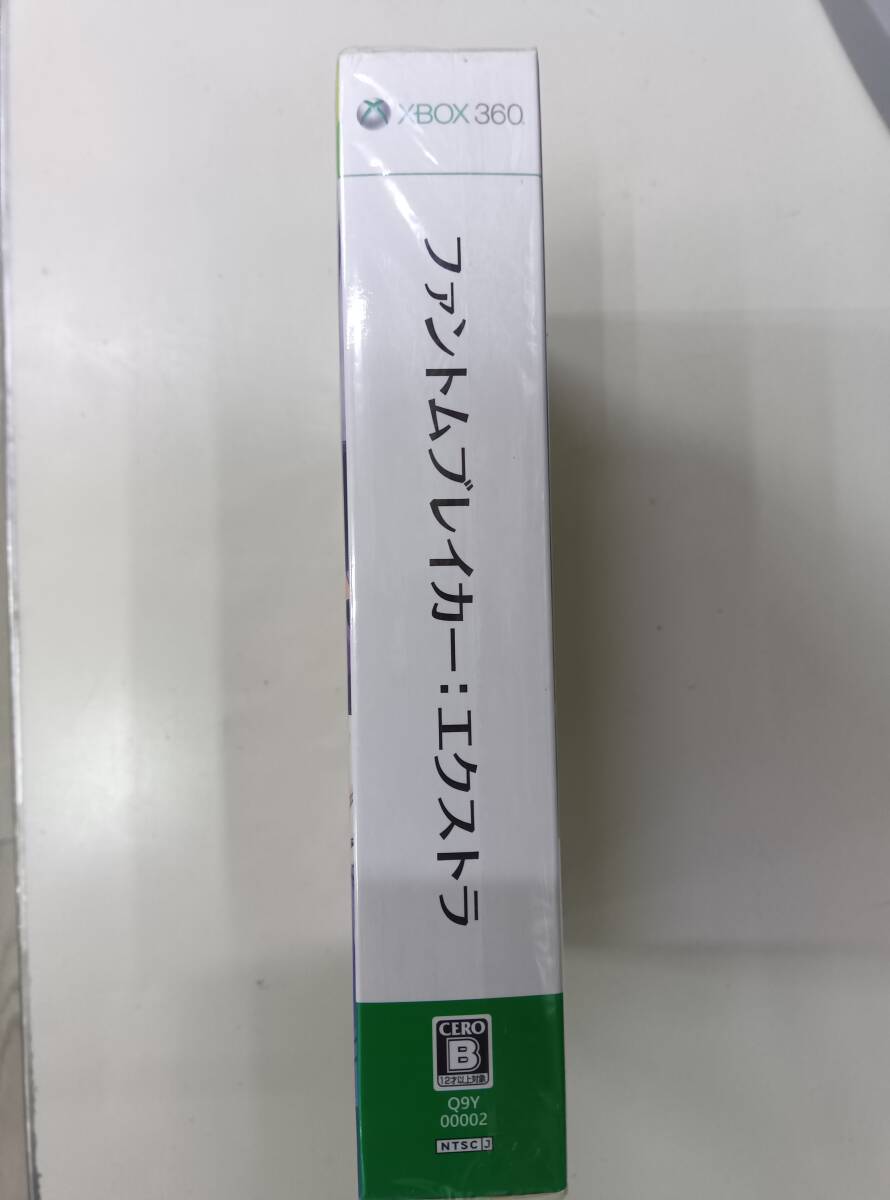 XBOX 360
ファントムブレイカー：エクストラ
CERO
B
12才以上対象
Q9Y
00002
NTSC J